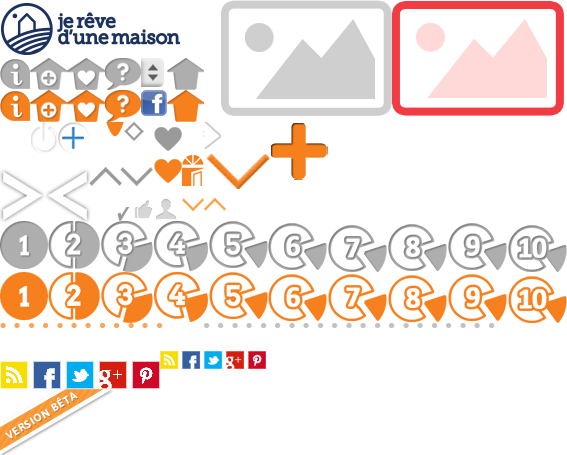 je rêve
d'une maison
i ?
i ? f
1 2 3 4 5 6 7 8 9 10
1 2 3 4 5 6 7 8 9 10
f g+
f g+
VERSION BÊTA